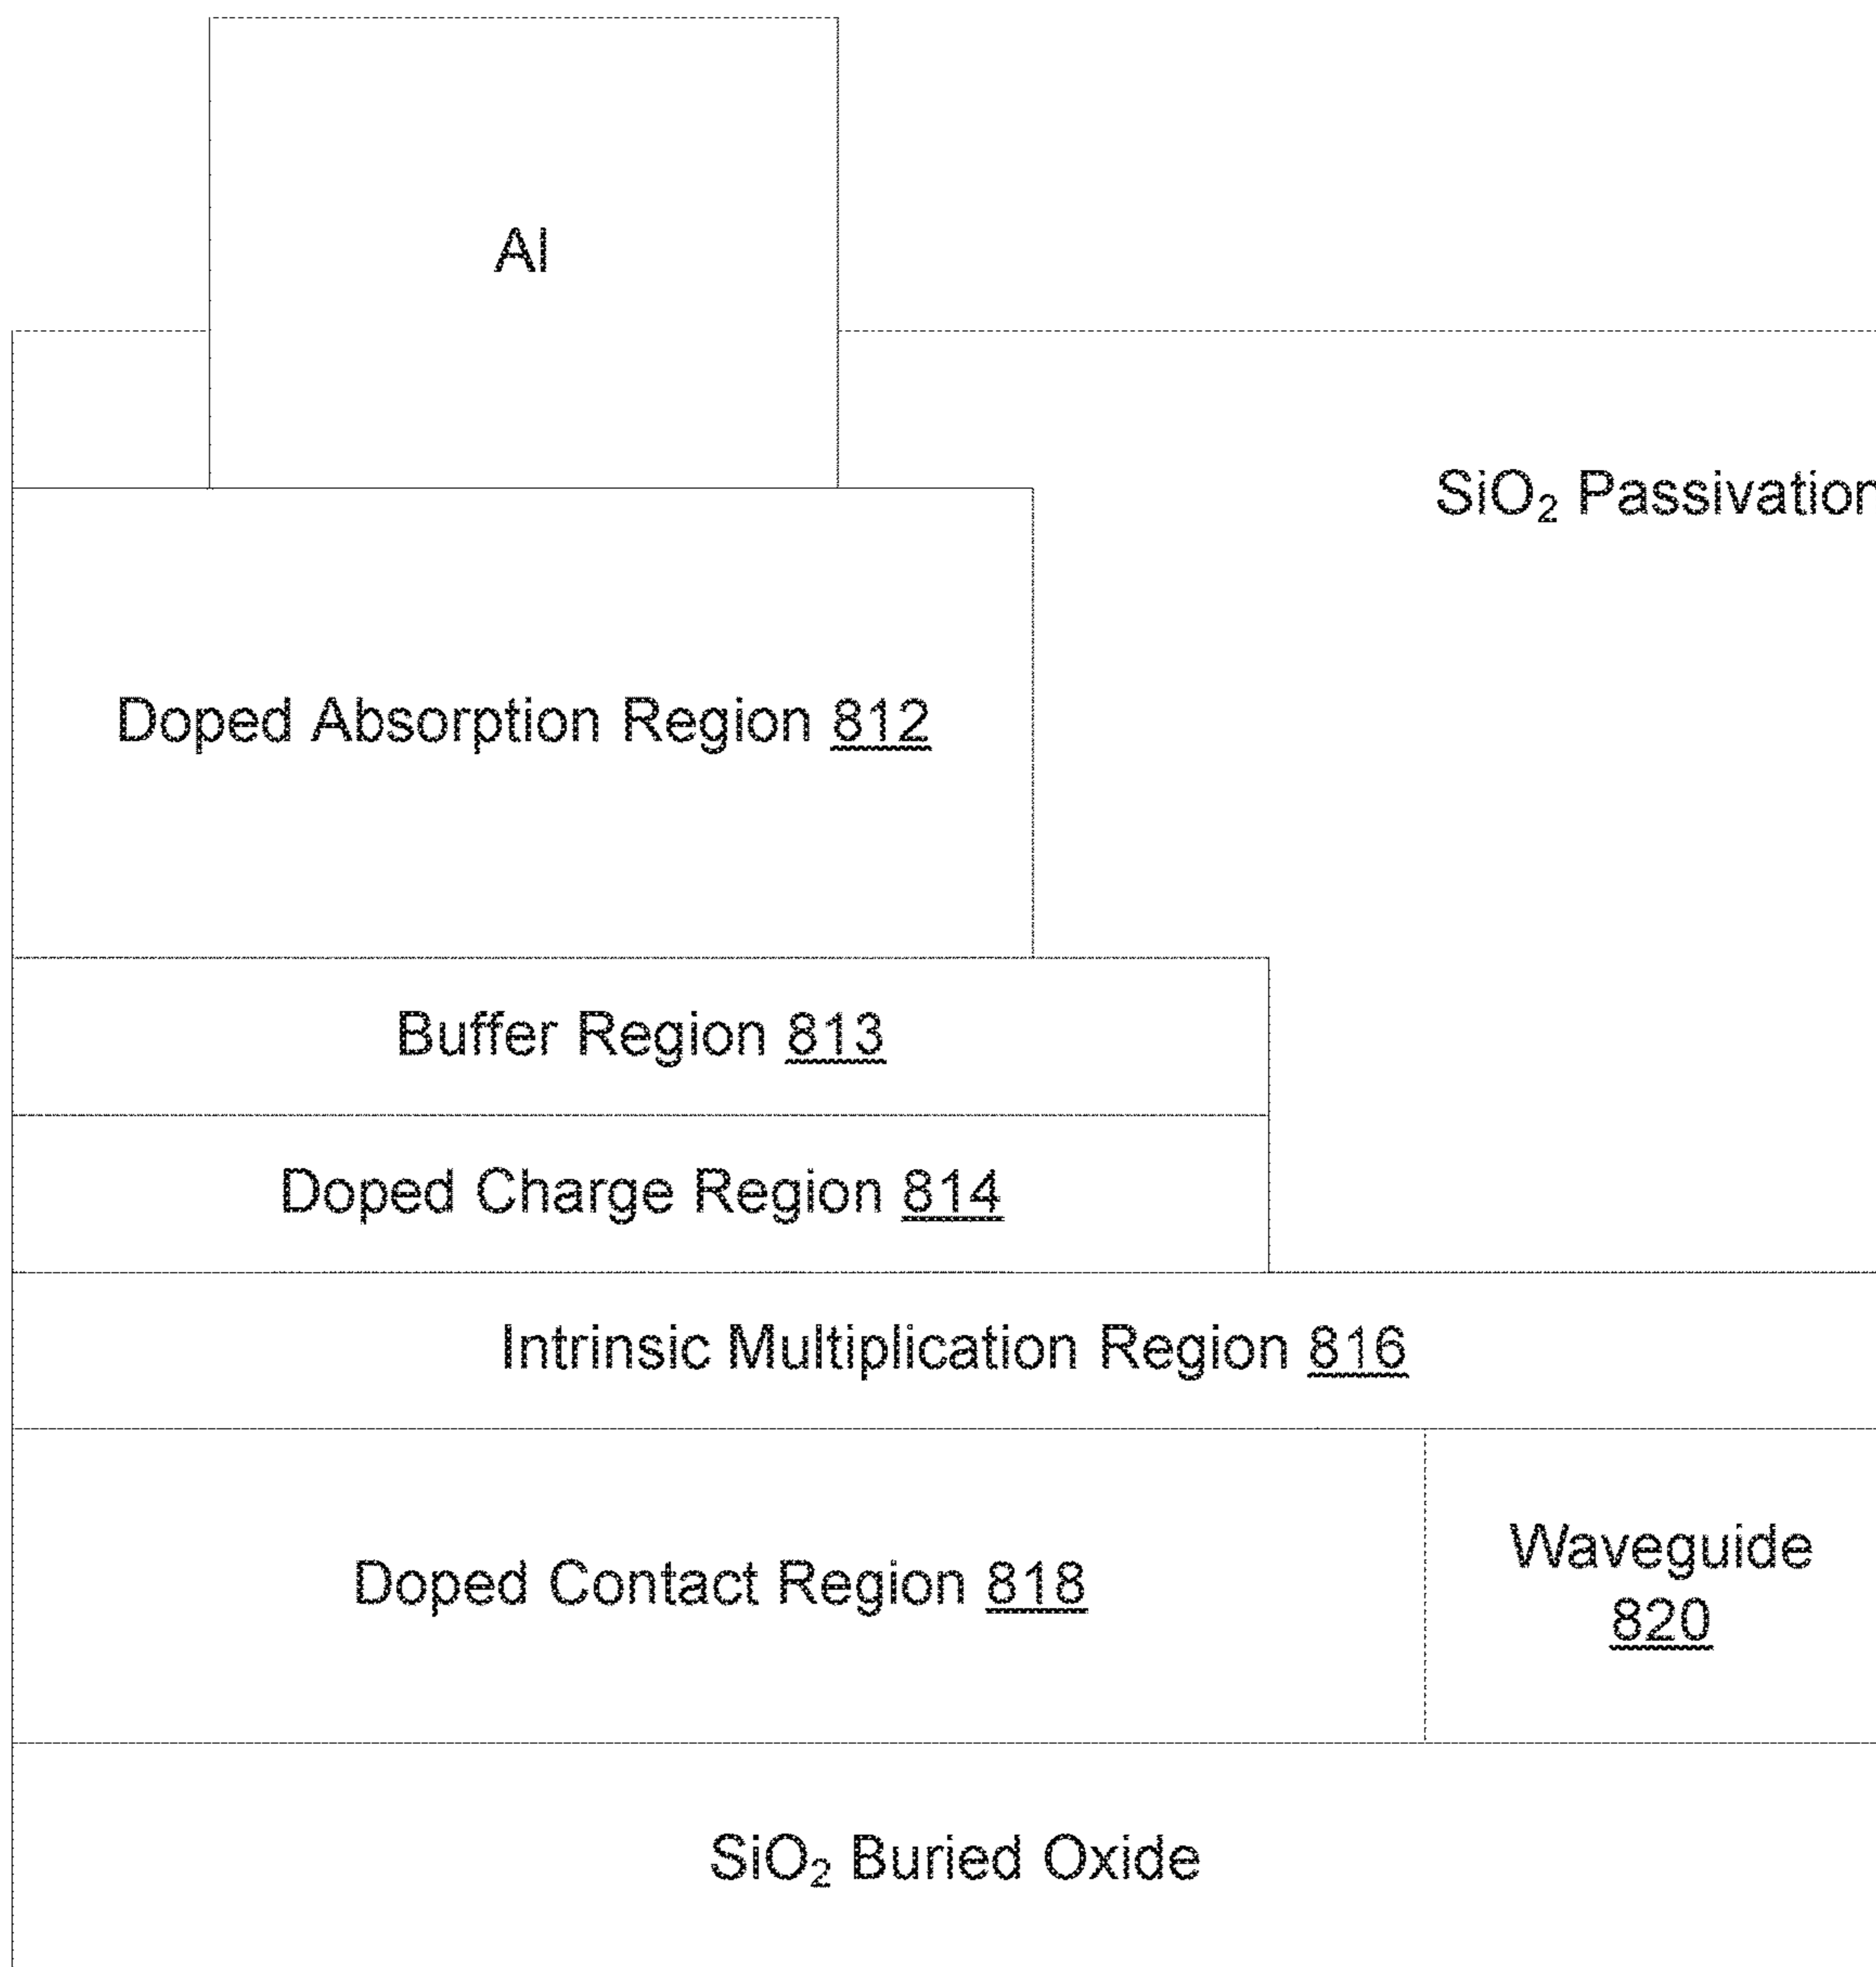 Al
SiO₂ Passivation
Doped Absorption Region 812
Buffer Region 813
Doped Charge Region 814
Intrinsic Multiplication Region 816
Doped Contact Region 818
Waveguide
820
SiO₂ Buried Oxide